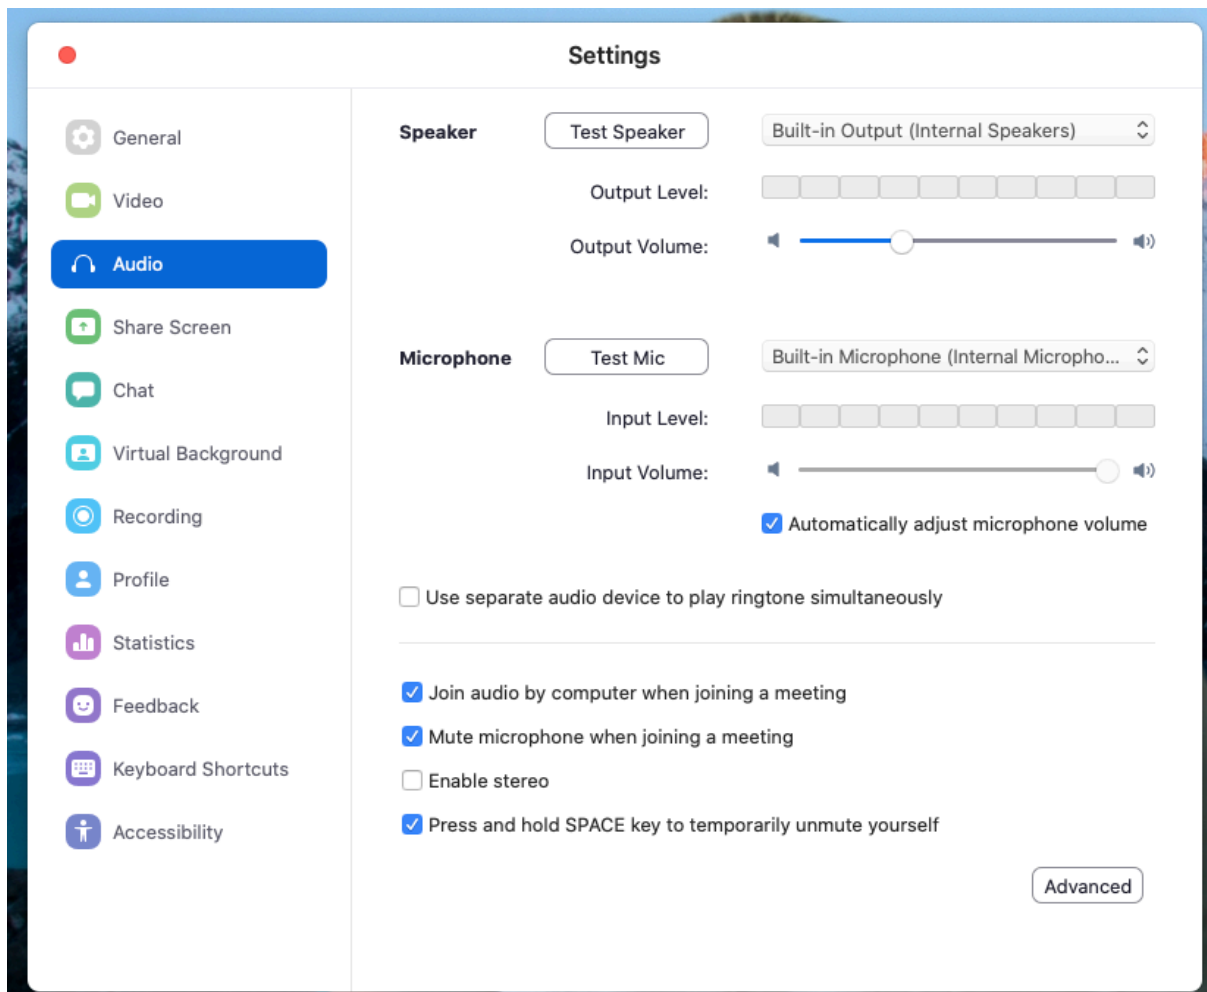 Settings
General
Video
Audio
Share Screen
Chat
Virtual Background
Recording
Profile
Statistics
Feedback
Keyboard Shortcuts
Accessibility
Speaker Test Speaker Built-in Output (Internal Speakers)
Output Level:
Output Volume:
Microphone Test Mic Built-in Microphone (Internal Micropho...
Input Level:
Input Volume:
Automatically adjust microphone volume
Use separate audio device to play ringtone simultaneously
Join audio by computer when joining a meeting
Mute microphone when joining a meeting
Enable stereo
Press and hold SPACE key to temporarily unmute yourself
Advanced